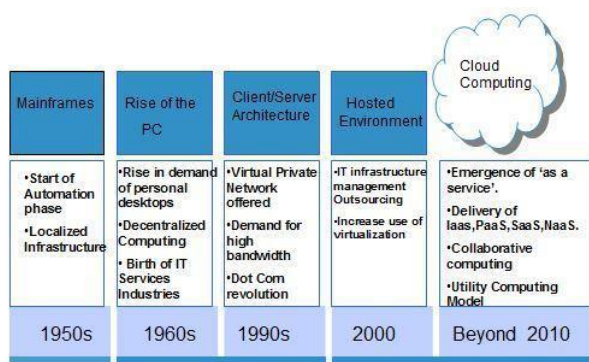 Mainframes
•Start of
Automation
phase
•Localized
Infrastructure
1950s
Rise of the
PC
•Rise in demand
of personal
desktops
•Decentralized
Computing
• Birth of IT
Services
Industries
1960s
Client/Server
Architecture
•Virtual Private
Network
offered
•Demand for
high
bandwidth
•Dot Com
revolution
1990s
Hosted
Environment
•IT infrastructure
management
Outsourcing
•Increase use of
virtualization
2000
Cloud
Computing
•Emergence of 'as a
service'.
•Delivery of
Iaas,PaaS,SaaS,NaaS.
•Collaborative
computing
•Utility Computing
Model
Beyond 2010